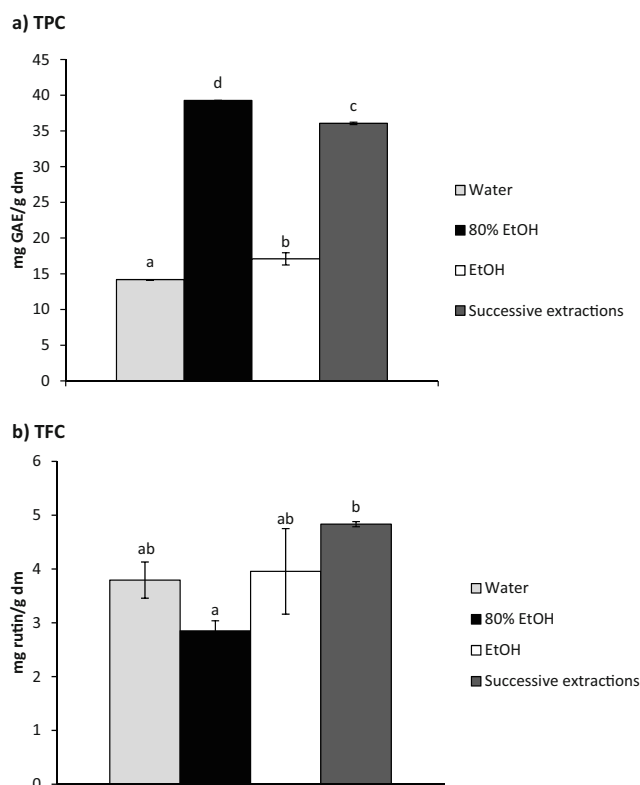 a) TPC
45
40
35
30
25
20
15
10
5
0
mg GAE/g dm
a
d
b
c
Water
80% EtOH
EtOH
Successive extractions
b) TFC
6
5
4
3
2
1
0
mg rutin/g dm
ab
a
ab
b
Water
80% EtOH
EtOH
Successive extractions